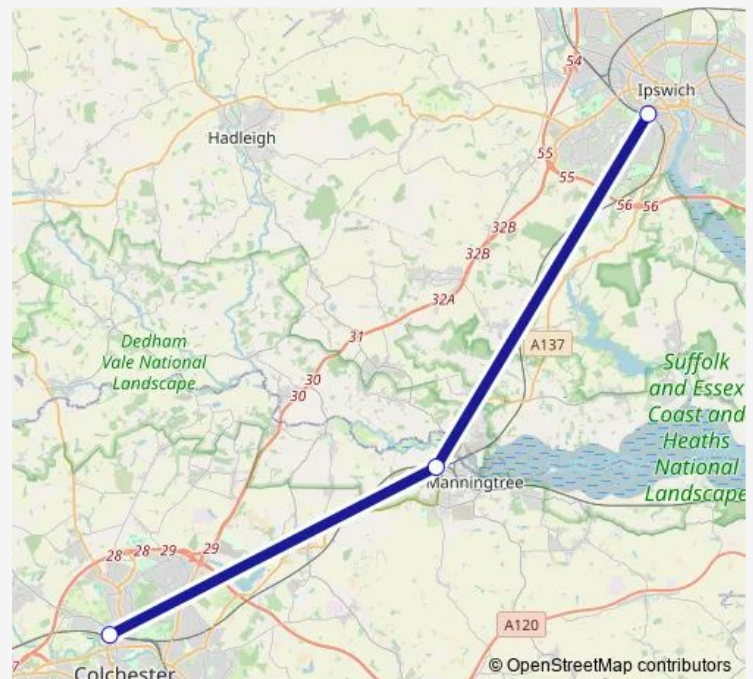 54
Ipswich
Hadleigh
55
55
56
56
32B
32B
32A
31
A137
Dedham
Vale National
Landscape
30
30
Suffolk
and Essex
Coast and
Heaths
National
Landscape
Manningtree
28
28
29
29
A120
7
Colchester
© OpenStreetMap contributors